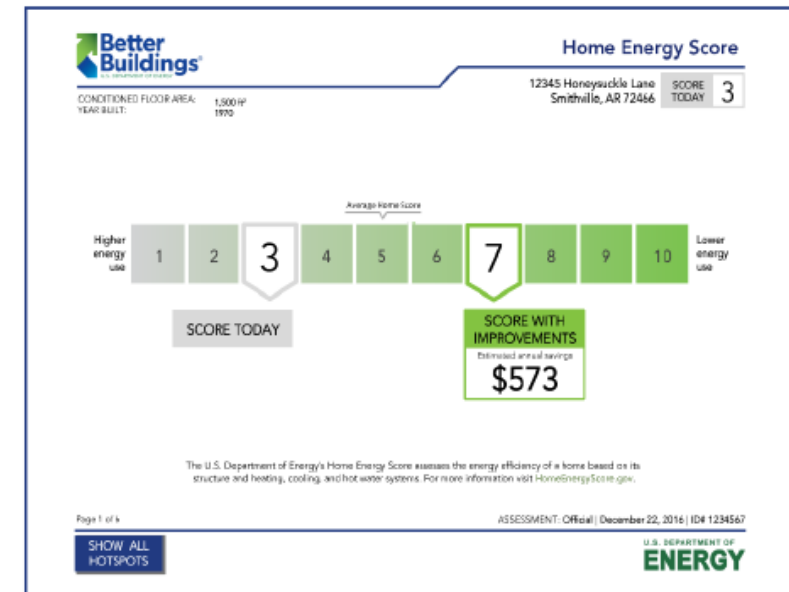 Better
Buildings®
U.S. DEPARTMENT OF ENERGY
Home Energy Score
12345 Honeysuckle Lane
Smithville, AR 72466
SCORE
TODAY
3
CONDITIONED FLOOR AREA: 1,500 ft²
YEAR BUILT: 1970
Average Home Score
Higher
energy
use
1 2 3 4 5 6 7 8 9 10
Lower
energy
use
SCORE TODAY
SCORE WITH
IMPROVEMENTS
Estimated annual savings
$573
The U.S. Department of Energy's Home Energy Score assesses the energy efficiency of a home based on its
structure and heating, cooling, and hot water systems. For more information visit HomeEnergyScore.gov.
Page 1 of 6
ASSESSMENT: Official | December 22, 2016 | ID# 1234567
SHOW ALL
HOTSPOTS
U.S. DEPARTMENT OF
ENERGY